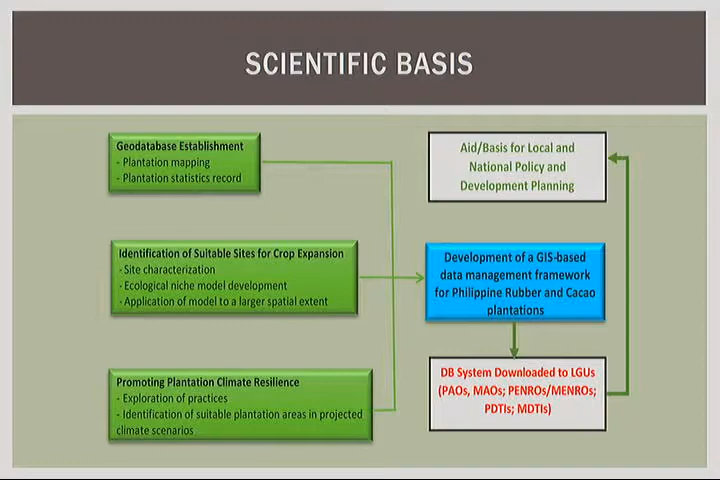 SCIENTIFIC BASIS
Geodatabase Establishment
- Plantation mapping
- Plantation statistics record
Identification of Suitable Sites for Crop Expansion
- Site characterization
- Ecological niche model development
- Application of model to a larger spatial extent
Promoting Plantation Climate Resilience
- Exploration of practices
- Identification of suitable plantation areas in projected
climate scenarios
Aid/Basis for Local and
National Policy and
Development Planning
Development of a GIS-based
data management framework
for Philippine Rubber and Cacao
plantations
DB System Downloaded to LGUs
(PAOs, MAOs; PENROs/MENROs;
PDTIs; MDTIs)